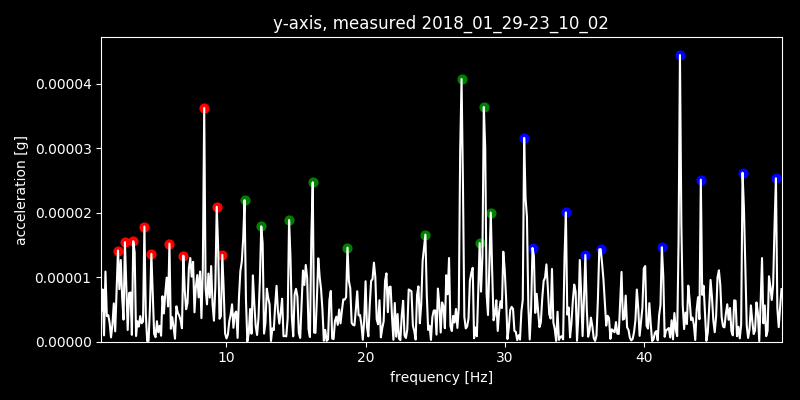 y-axis, measured 2018_01_29-23_10_02
0.00004
0.00003
0.00002
0.00001
0.00000
acceleration [g]
10 20 30 40
frequency [Hz]